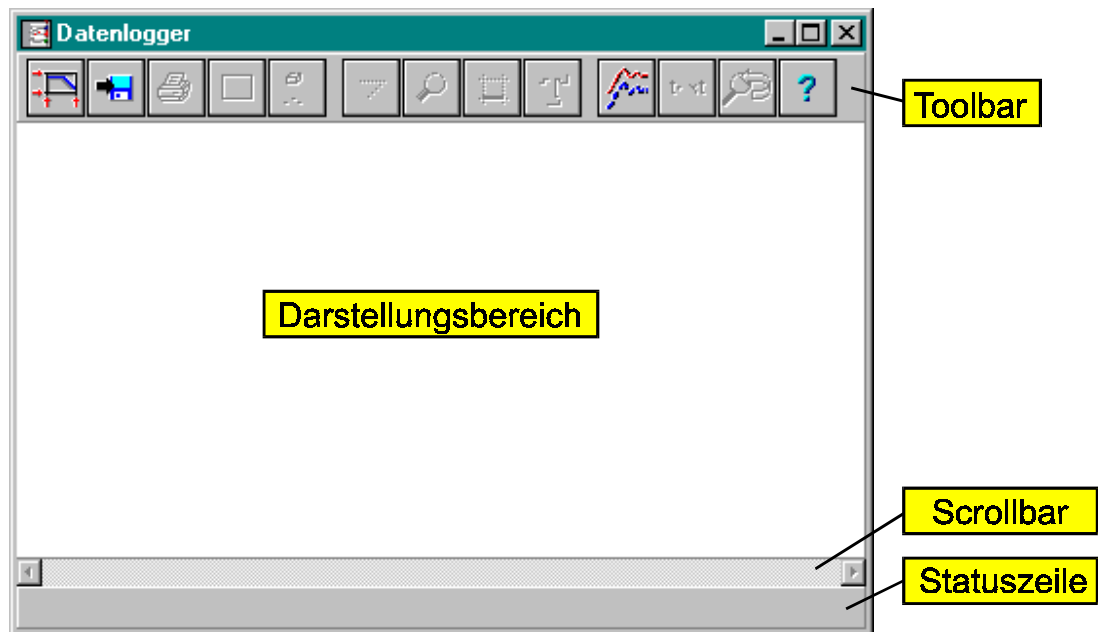 Datenlogger
?
Toolbar
Darstellungsbereich
Scrollbar
Statuszeile